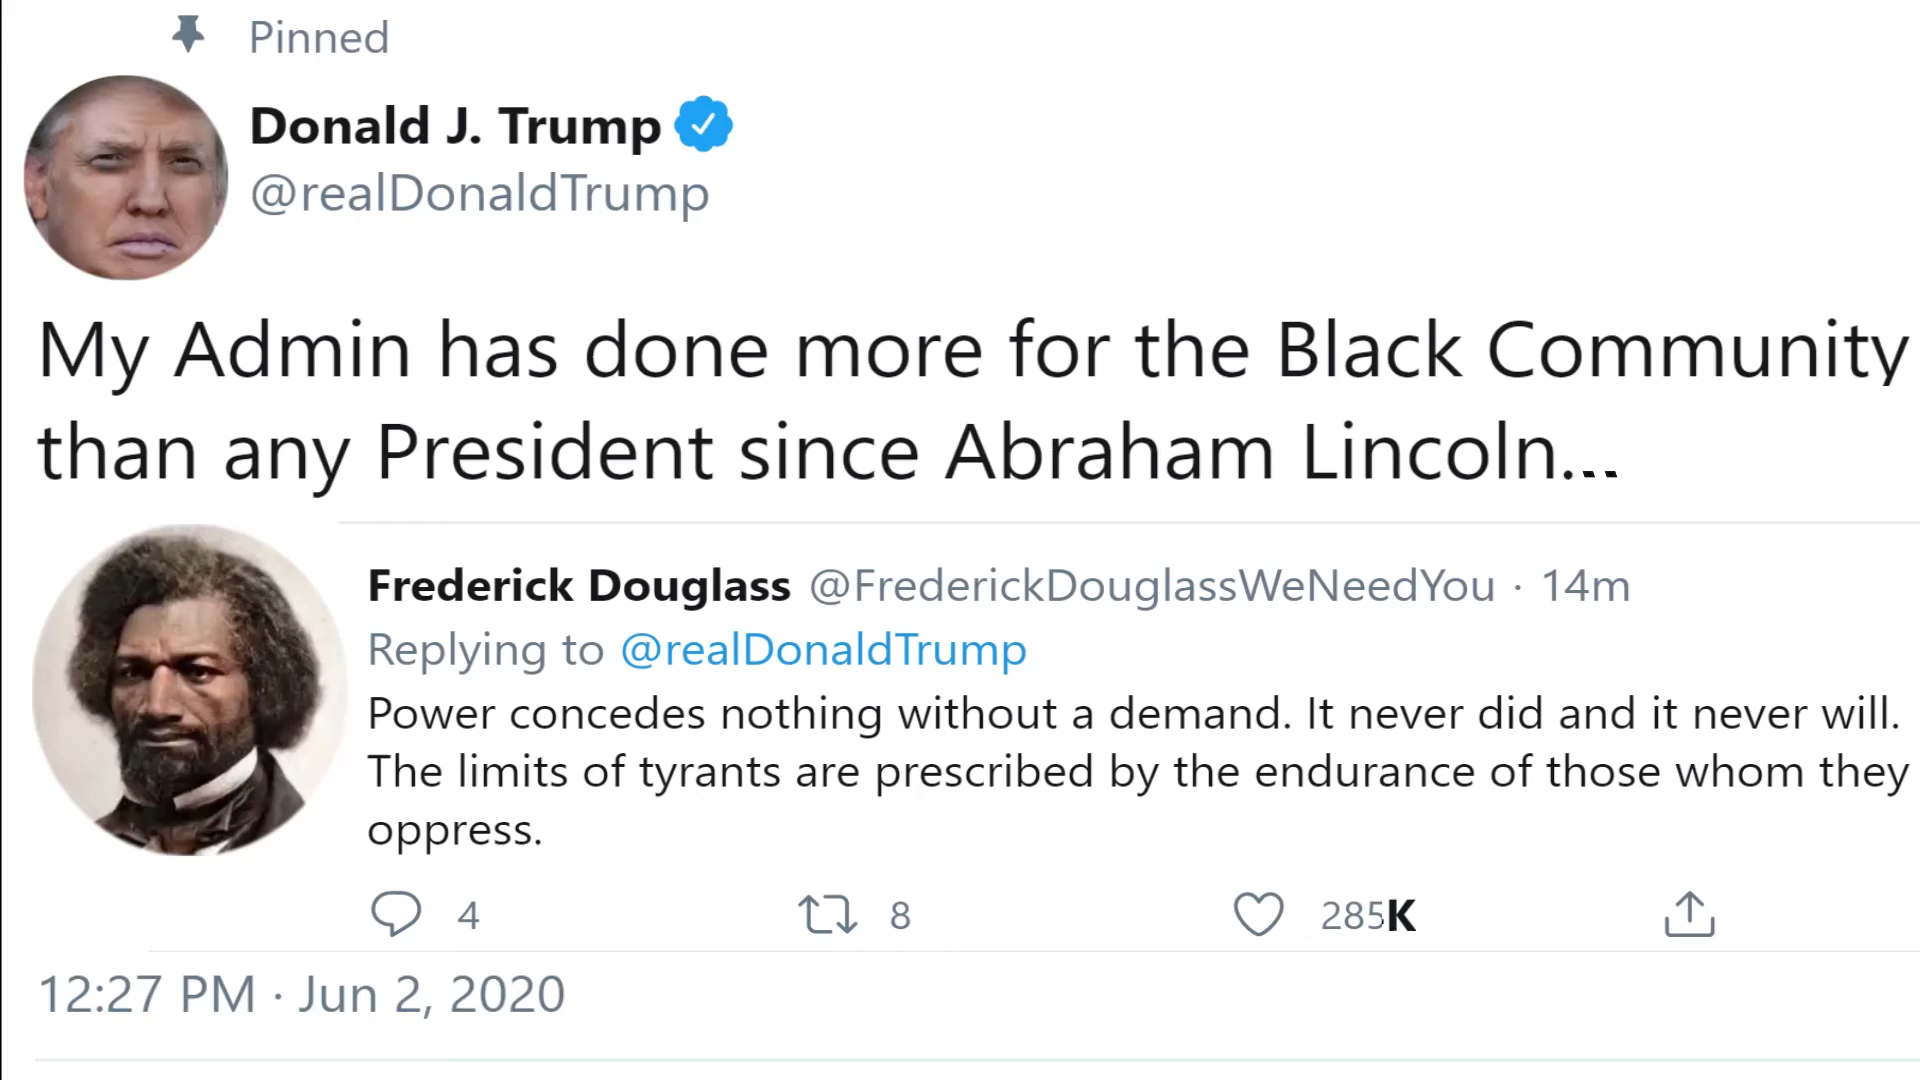 Pinned
Donald J. Trump
@realDonaldTrump
My Admin has done more for the Black Community
than any President since Abraham Lincoln...
Frederick Douglass @FrederickDouglassWeNeedYou · 14m
Replying to @realDonaldTrump
Power concedes nothing without a demand. It never did and it never will.
The limits of tyrants are prescribed by the endurance of those whom they
oppress.
4 8 285K
12:27 PM · Jun 2, 2020